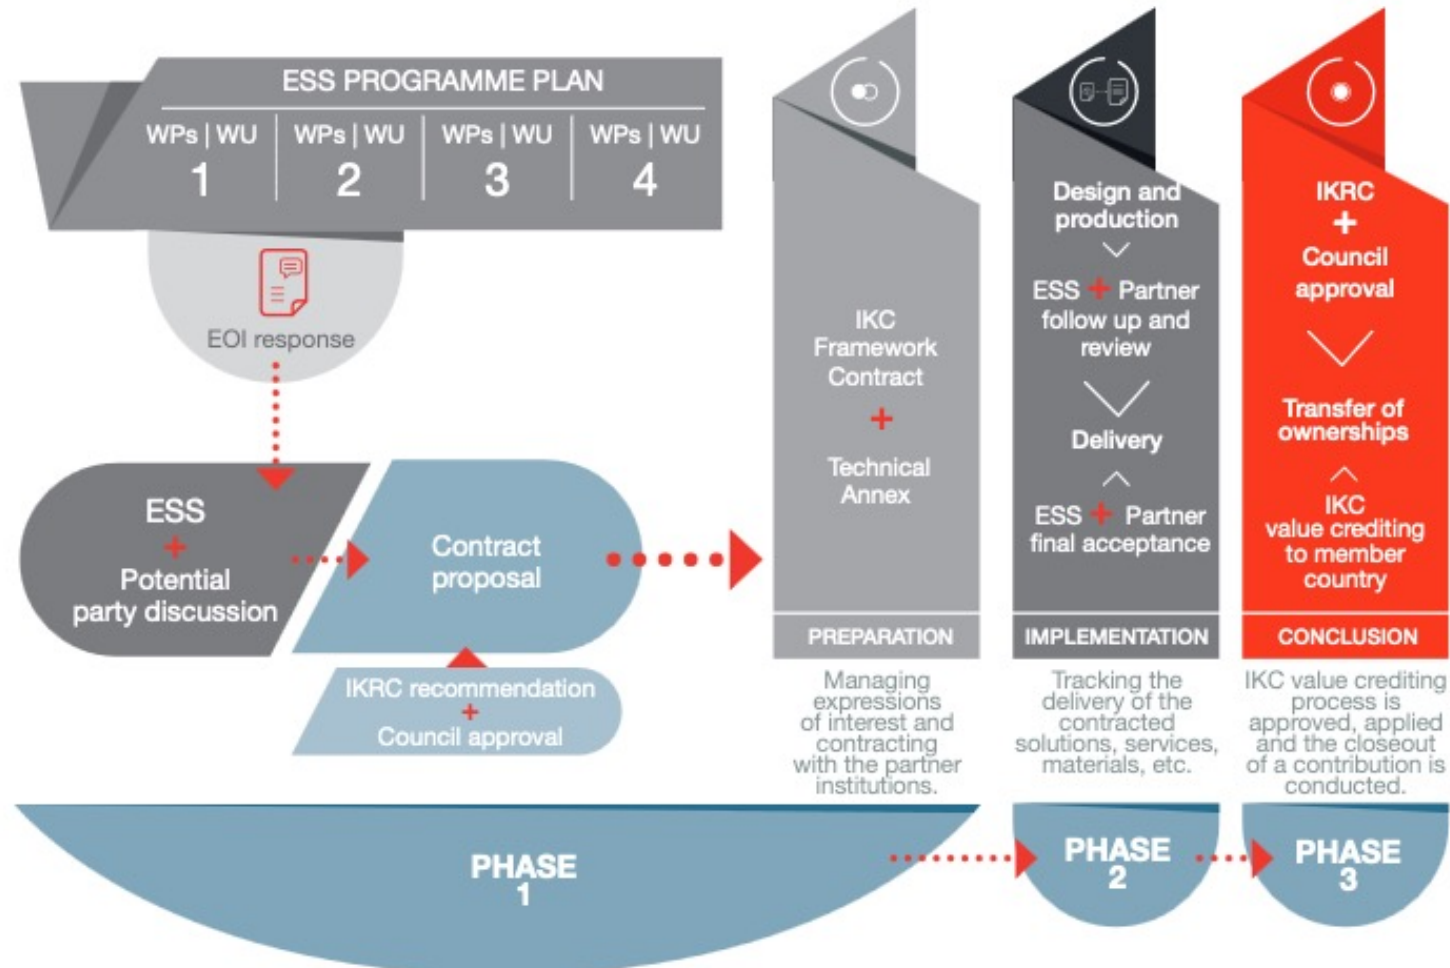 ESS PROGRAMME PLAN
WPs | WU
1
WPs | WU
2
WPs | WU
3
WPs | WU
4
EOI response
ESS
+
Potential
party discussion
Contract
proposal
IKRC recommendation
+
Council approval
IKC
Framework
Contract
+
Technical
Annex
PREPARATION
Managing
expressions
of interest and
contracting
with the partner
institutions.
Design and
production
ESS + Partner
follow up and
review
Delivery
ESS + Partner
final acceptance
IMPLEMENTATION
Tracking the
delivery of the
contracted
solutions, services,
materials, etc.
IKRC
+
Council
approval
Transfer of
ownerships
IKC
value crediting
to member
country
CONCLUSION
IKC value crediting
process is
approved, applied
and the closeout
of a contribution is
conducted.
PHASE
1
PHASE
2
PHASE
3